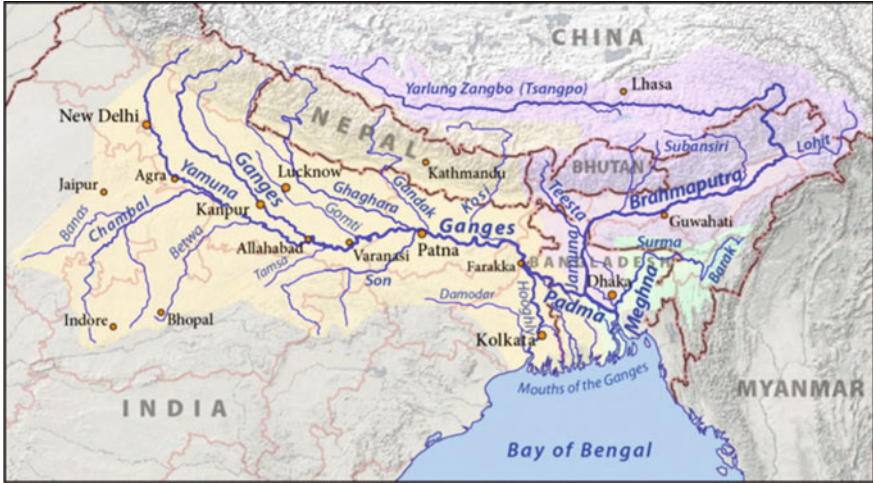 CHINA
Yarlung Zangbo (Tsangpo)
Lhasa
New Delhi
NEPAL
Subansiri
Lohit
BHUTAN
Kathmandu
Agra
Yamuna
Ganges
Lucknow
Jaipur
Ghaghara
Gandak
Kosi
Teesta
Brahmaputra
Kanpur
Gomti
Banas
Chambal
Betwa
Guwahati
Allahabad
Varanasi
Patna
Ganges
Jamuna
Surma
Barak
Tamsa
Son
Farakka
BANGLADESH
Dhaka
Meghna
Damodar
Hooghly
Padma
Indore
Bhopal
Kolkata
Mouths of the Ganges
INDIA
MYANMAR
Bay of Bengal